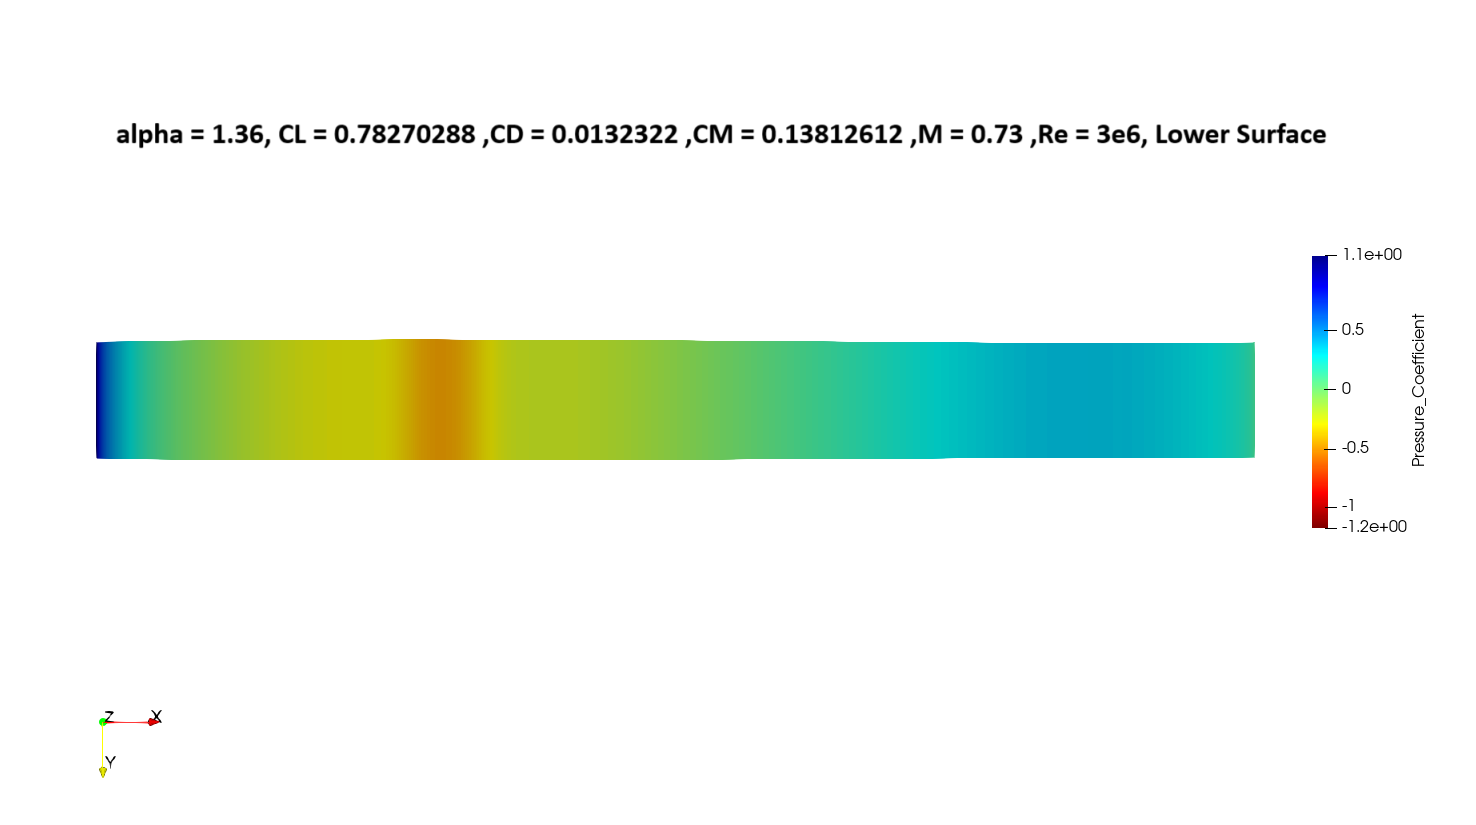 alpha = 1.36, CL = 0.78270288 ,CD = 0.0132322 ,CM = 0.13812612 ,M = 0.73 ,Re = 3e6, Lower Surface
1.1e+00
0.5
0
-0.5
-1
-1.2e+00
Pressure_Coefficient
Z
X
Y